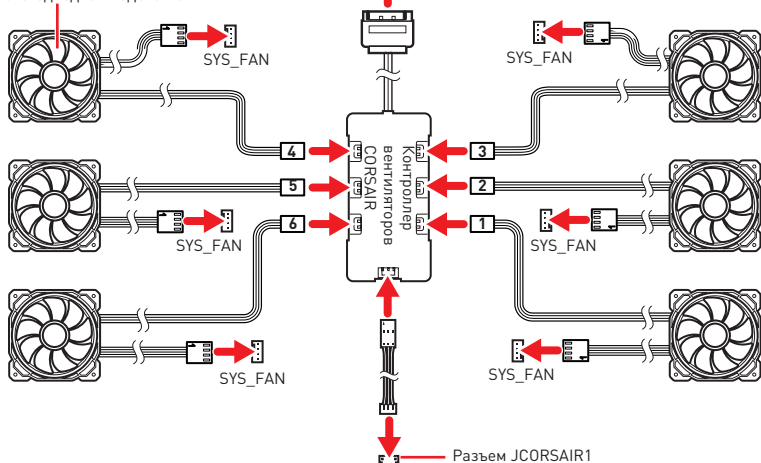 SYS_FAN
SYS_FAN
4
3
5
2
6
1
Контроллер
вентиляторов
CORSAIR
SYS_FAN
SYS_FAN
SYS_FAN
SYS_FAN
Разъем JCORSAIR1